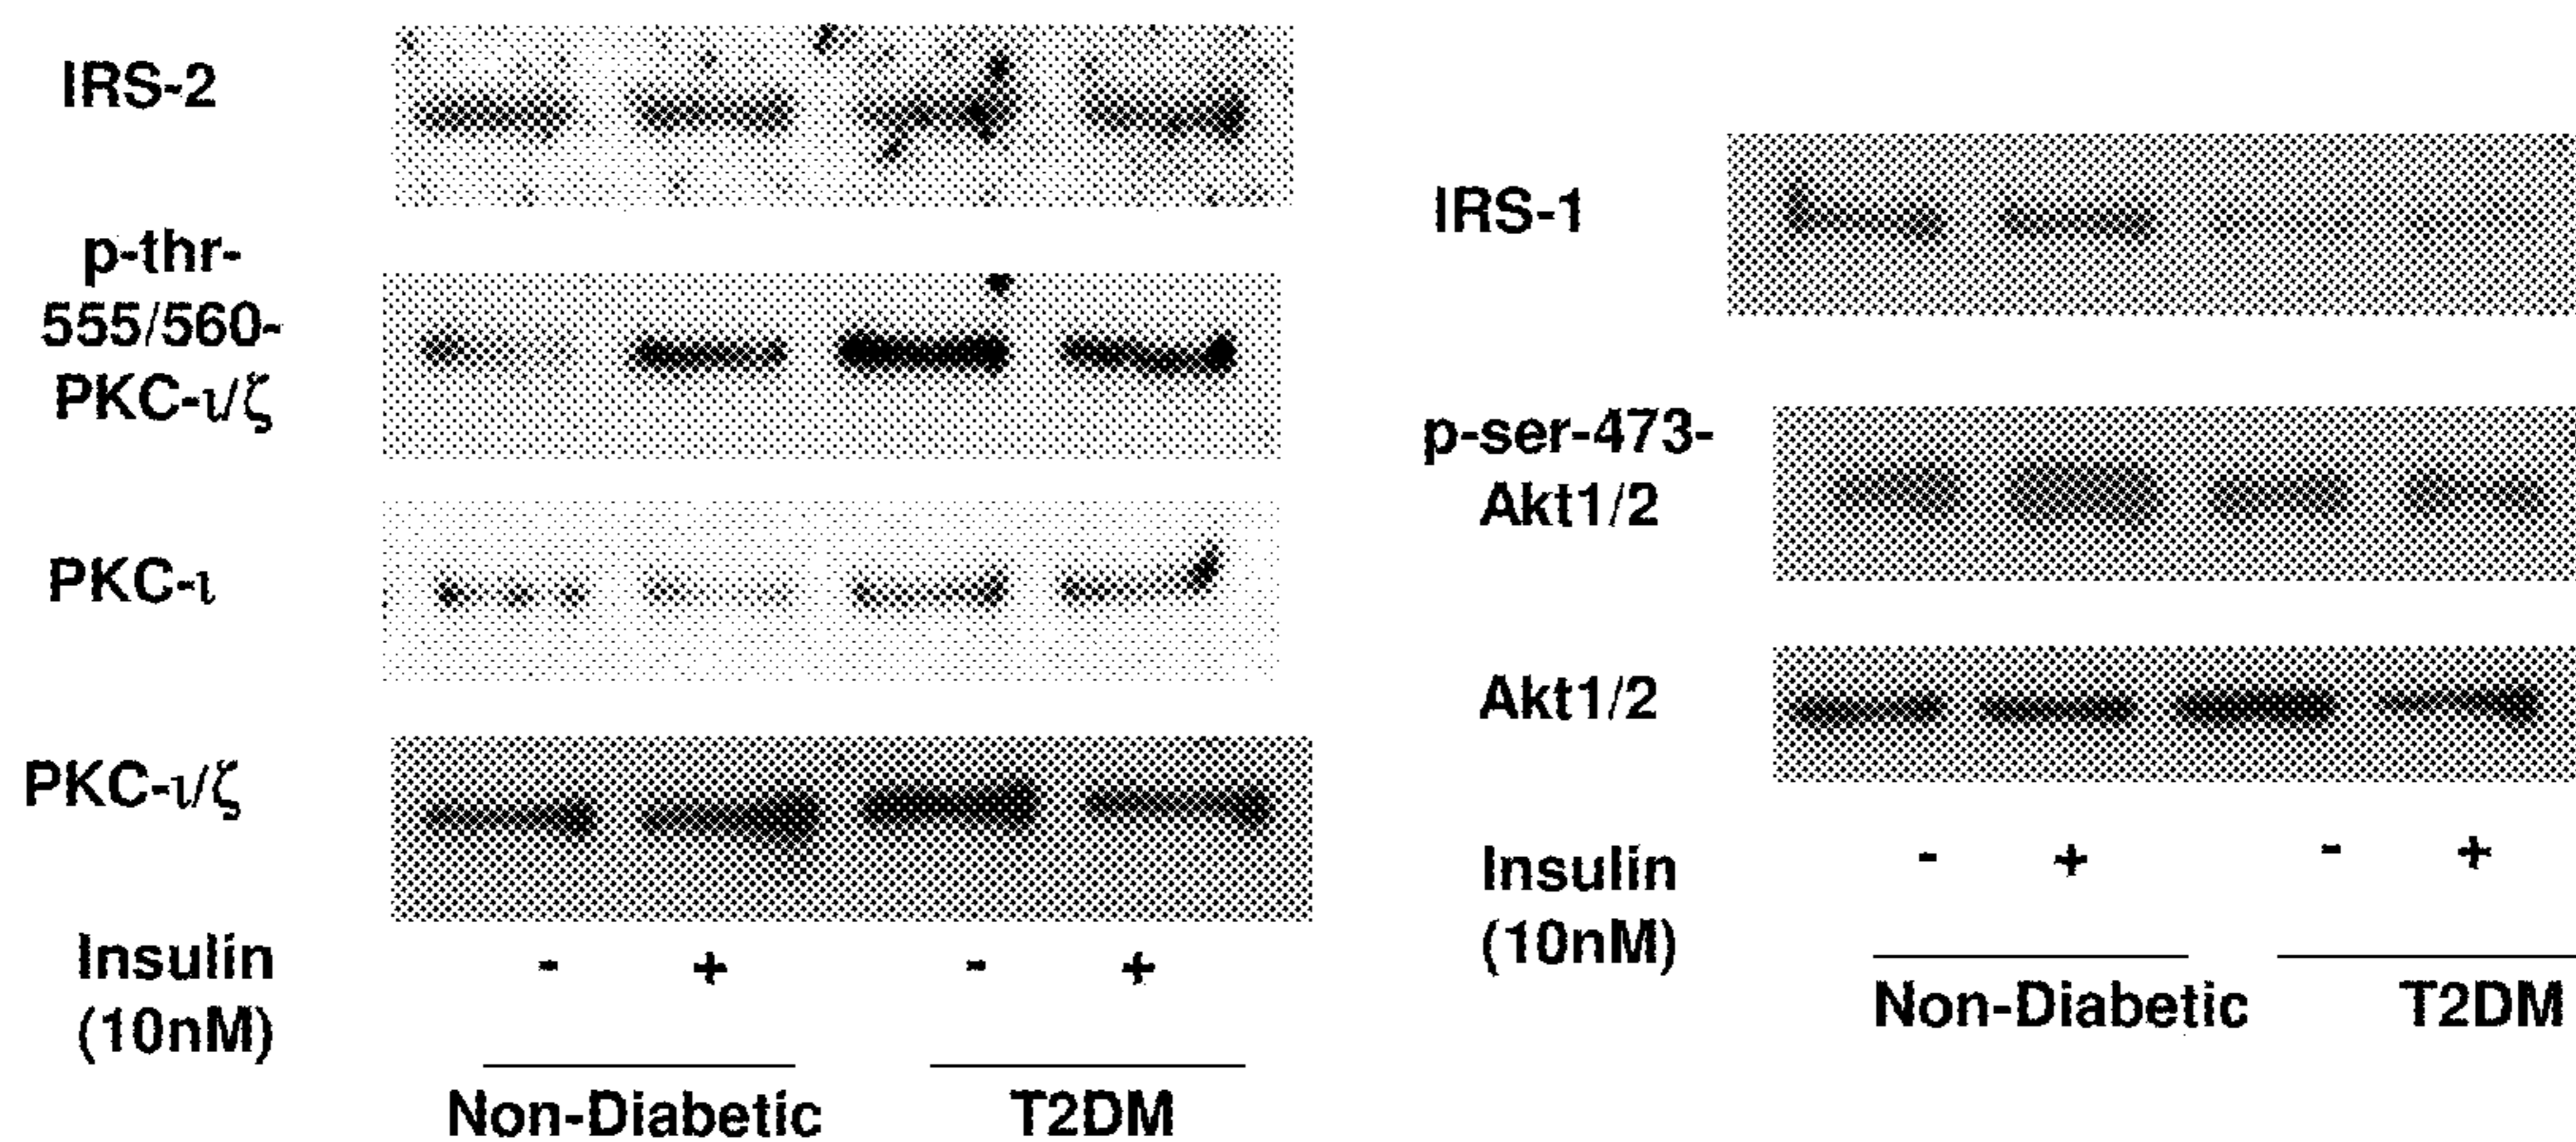 IRS-2
p-thr-
555/560-
PKC-ι/ζ
PKC-ι
PKC-ι/ζ
Insulin
(10nM)
- + - +
Non-Diabetic T2DM
IRS-1
p-ser-473-
Akt1/2
Akt1/2
Insulin
(10nM)
- + - +
Non-Diabetic T2DM